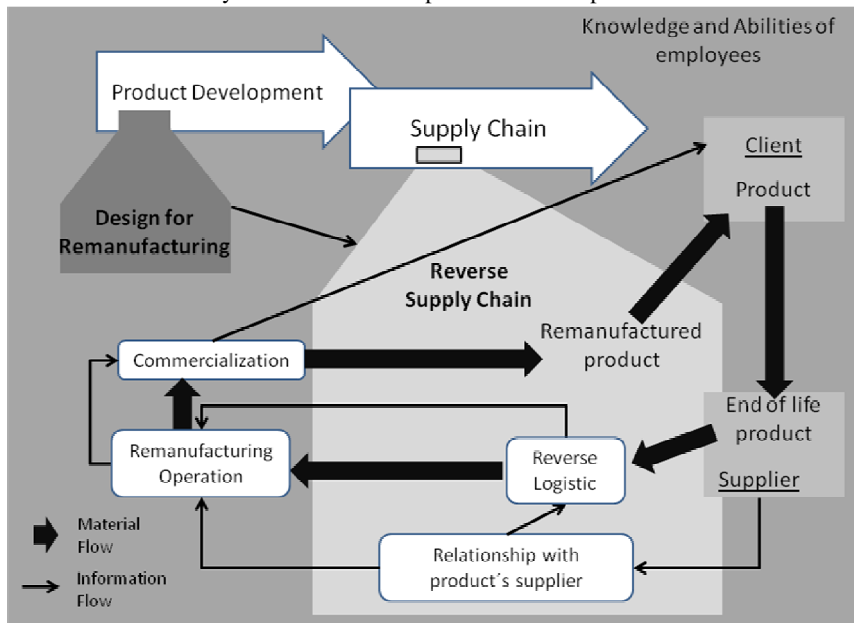 Knowledge and Abilities of
employees
Product Development
Supply Chain
Client
Product
Design for
Remanufacturing
Reverse
Supply Chain
Remanufactured
product
Commercialization
End of life
product
Remanufacturing
Operation
Reverse
Logistic
Supplier
Material
Flow
Relationship with
product´s supplier
Information
Flow